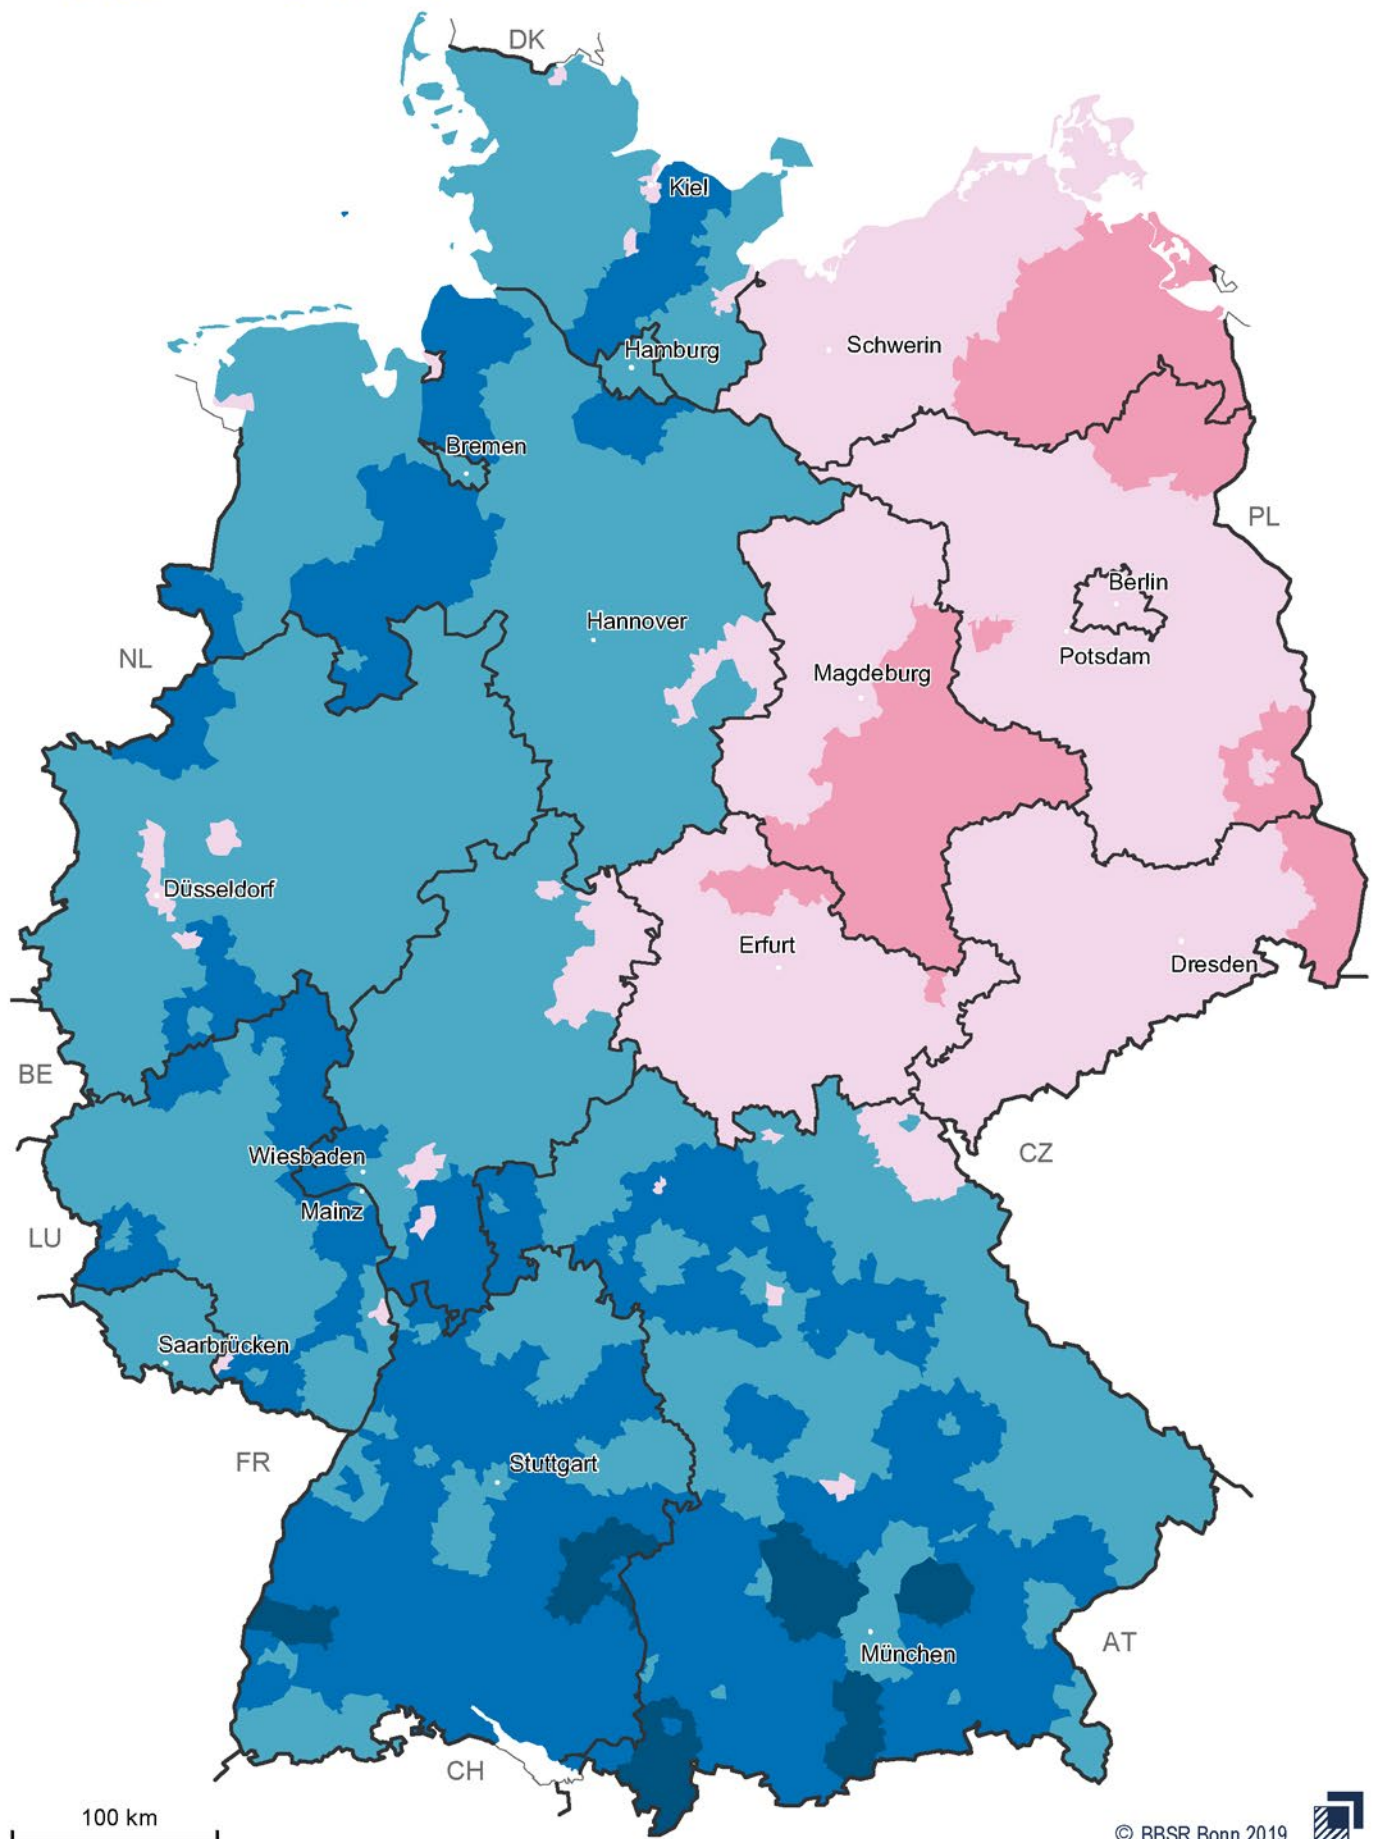 DK
Kiel
Hamburg
Schwerin
Bremen
PL
Berlin
Hannover
Potsdam
NL
Magdeburg
Düsseldorf
Erfurt
Dresden
BE
CZ
Wiesbaden
Mainz
LU
Saarbrücken
FR
Stuttgart
AT
München
CH
100 km
© BBSR Bonn 2019